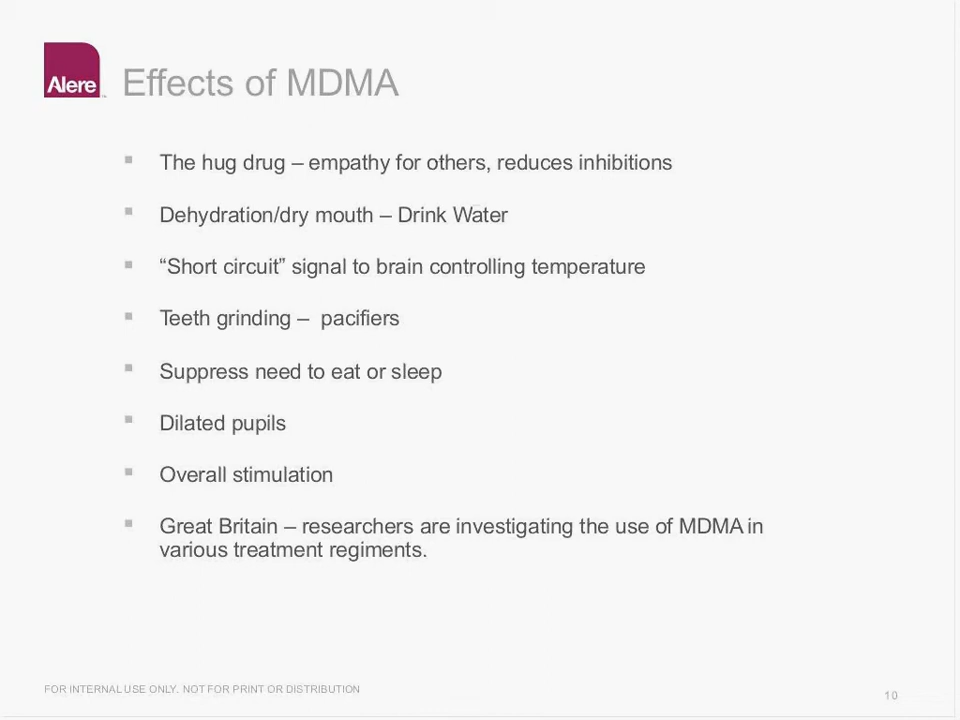 Alere
Effects of MDMA
The hug drug – empathy for others, reduces inhibitions
Dehydration/dry mouth – Drink Water
“Short circuit” signal to brain controlling temperature
Teeth grinding –  pacifiers
Suppress need to eat or sleep
Dilated pupils
Overall stimulation
Great Britain – researchers are investigating the use of MDMA in
various treatment regiments.
FOR INTERNAL USE ONLY. NOT FOR PRINT OR DISTRIBUTION
10